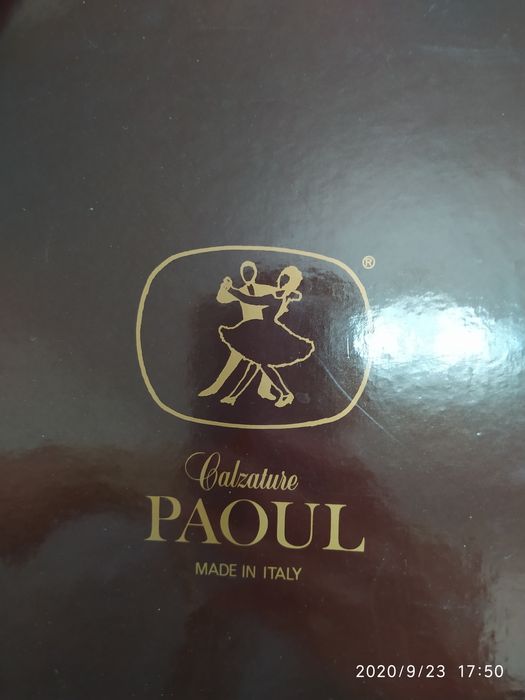 ®
Calzature
PAOUL
MADE IN ITALY
2020/9/23 17:50